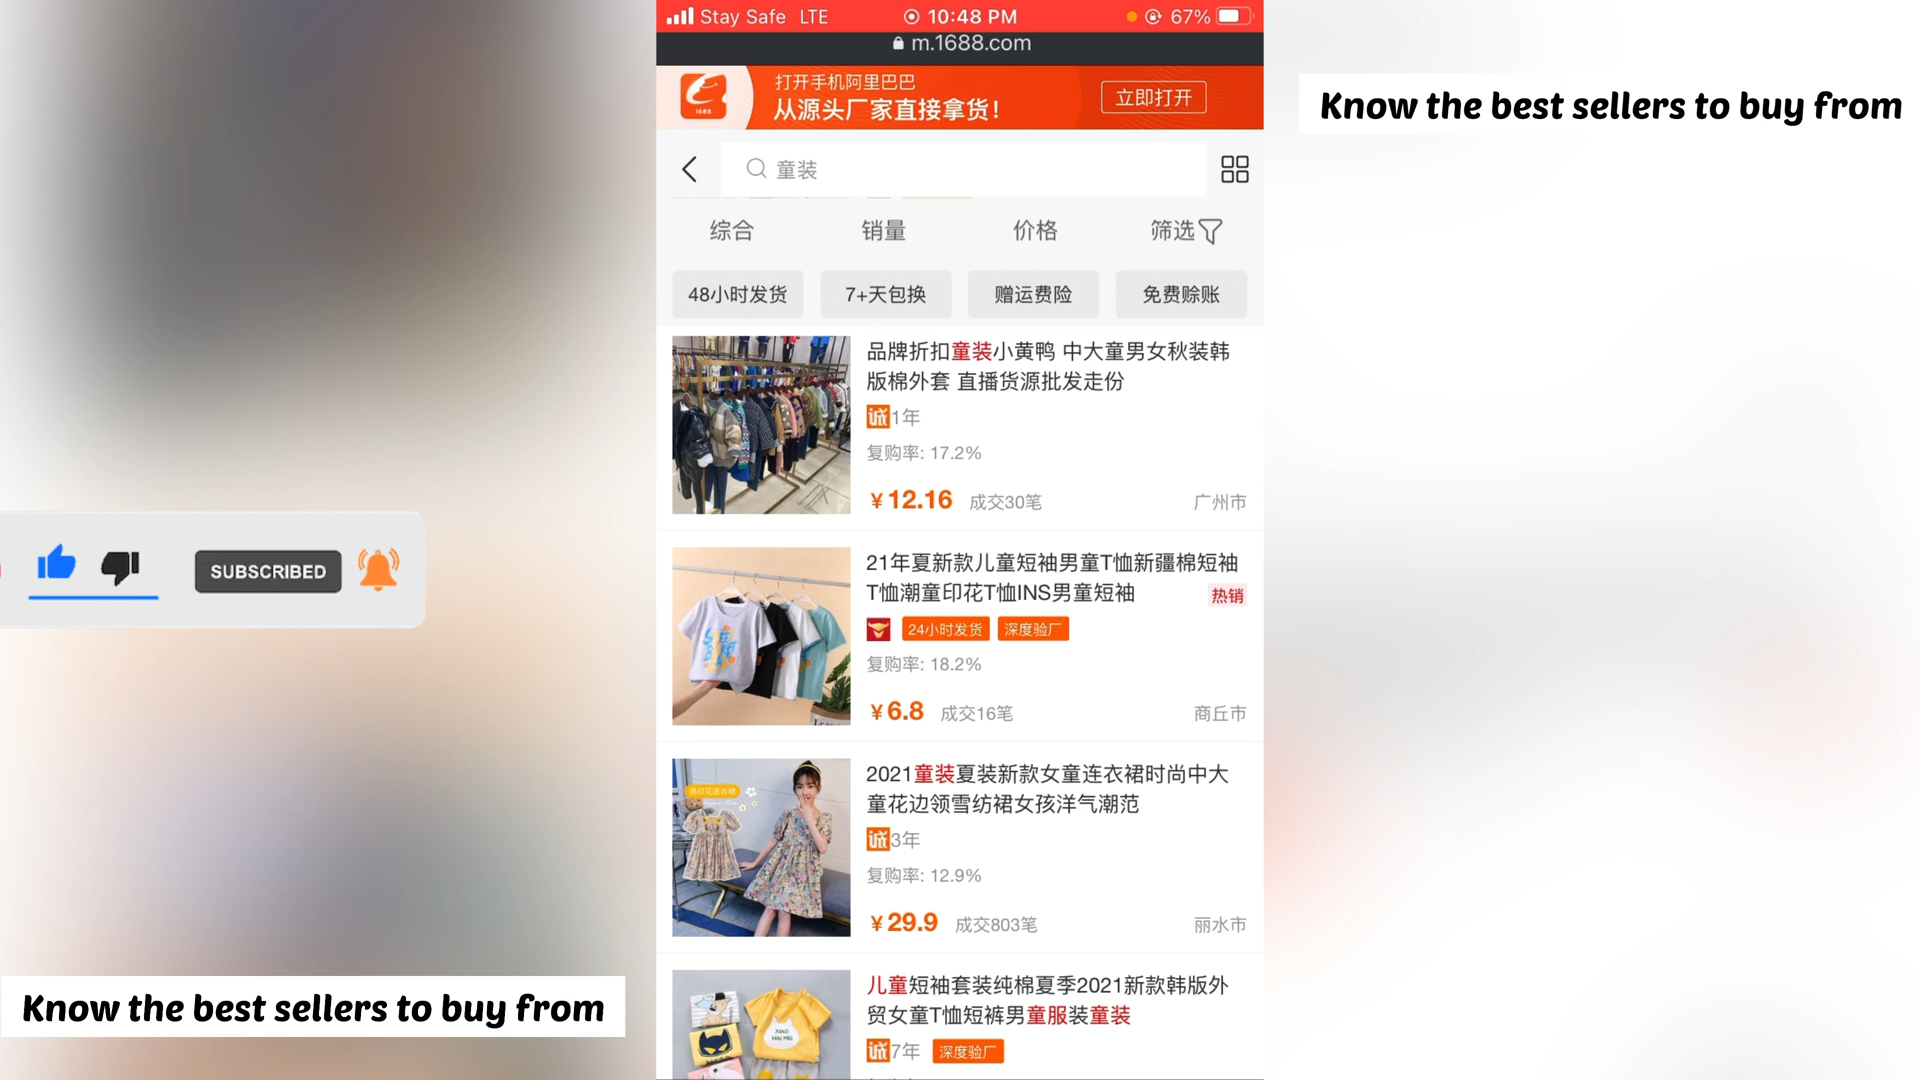 Stay Safe LTE 10:48 PM 67%
m.1688.com
1688
打开手机阿里巴巴
从源头厂家直接拿货!
立即打开
Know the best sellers to buy from
童装
综合 销量 价格 筛选
48小时发货 7+天包换 赠运费险 免费赊账
品牌折扣童装小黄鸭 中大童男女秋装韩
版棉外套 直播货源批发走份
诚1年
复购率: 17.2%
¥12.16 成交30笔 广州市
21年夏新款儿童短袖男童T恤新疆棉短袖
T恤潮童印花T恤INS男童短袖 热销
24小时发货 深度验厂
复购率: 18.2%
¥6.8 成交16笔 商丘市
SUBSCRIBED
2021童装夏装新款女童连衣裙时尚中大
童花边领雪纺裙女孩洋气潮范
诚3年
复购率: 12.9%
¥29.9 成交803笔 丽水市
儿童短袖套装纯棉夏季2021新款韩版外
贸女童T恤短裤男童服装童装
诚7年 深度验厂
XIAO
HAI MEI
Know the best sellers to buy from